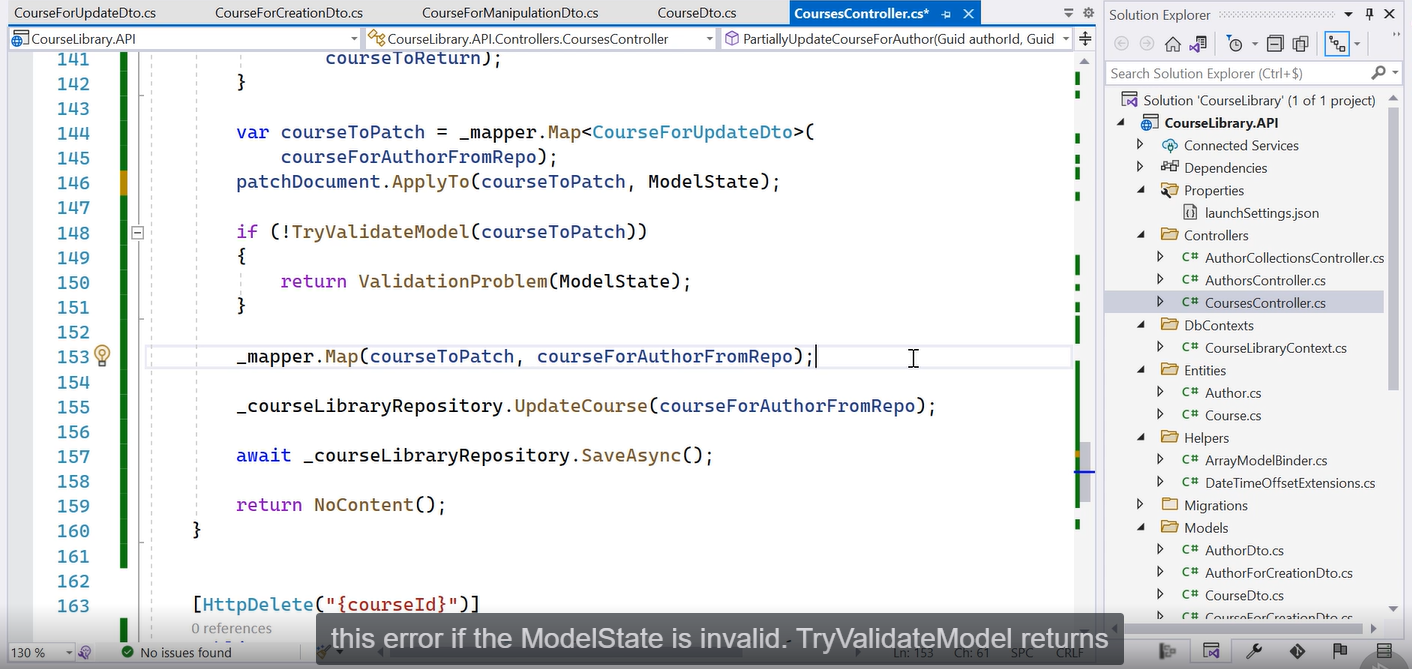 CourseForUpdateDto.cs CourseForCreationDto.cs CourseForManipulationDto.cs CourseDto.cs CoursesController.cs*
CourseLibrary.API CourseLibrary.API.Controllers.CoursesController PartiallyUpdateCourseForAuthor(Guid authorId, Guid
141 courseToReturn);
142 }
143
144 var courseToPatch = _mapper.Map<CourseForUpdateDto>(
145 courseForAuthorFromRepo);
146 patchDocument.ApplyTo(courseToPatch, ModelState);
147
148 if (!TryValidateModel(courseToPatch))
149 {
150 return ValidationProblem(ModelState);
151 }
152
153 _mapper.Map(courseToPatch, courseForAuthorFromRepo);
154
155 _courseLibraryRepository.UpdateCourse(courseForAuthorFromRepo);
156
157 await _courseLibraryRepository.SaveAsync();
158
159 return NoContent();
160 }
161
162
163 [HttpDelete("{courseId}")]
0 references
this error if the ModelState is invalid. TryValidateModel returns
130 % No issues found Ln: 153 Ch: 61 SPC CRLF
Solution Explorer
Search Solution Explorer (Ctrl+$)
Solution 'CourseLibrary' (1 of 1 project)
CourseLibrary.API
Connected Services
Dependencies
Properties
launchSettings.json
Controllers
C# AuthorCollectionsController.cs
C# AuthorsController.cs
C# CoursesController.cs
DbContexts
C# CourseLibraryContext.cs
Entities
C# Author.cs
C# Course.cs
Helpers
C# ArrayModelBinder.cs
C# DateTimeOffsetExtensions.cs
Migrations
Models
C# AuthorDto.cs
C# AuthorForCreationDto.cs
C# CourseDto.cs
C# CourseForCreationDto.cs